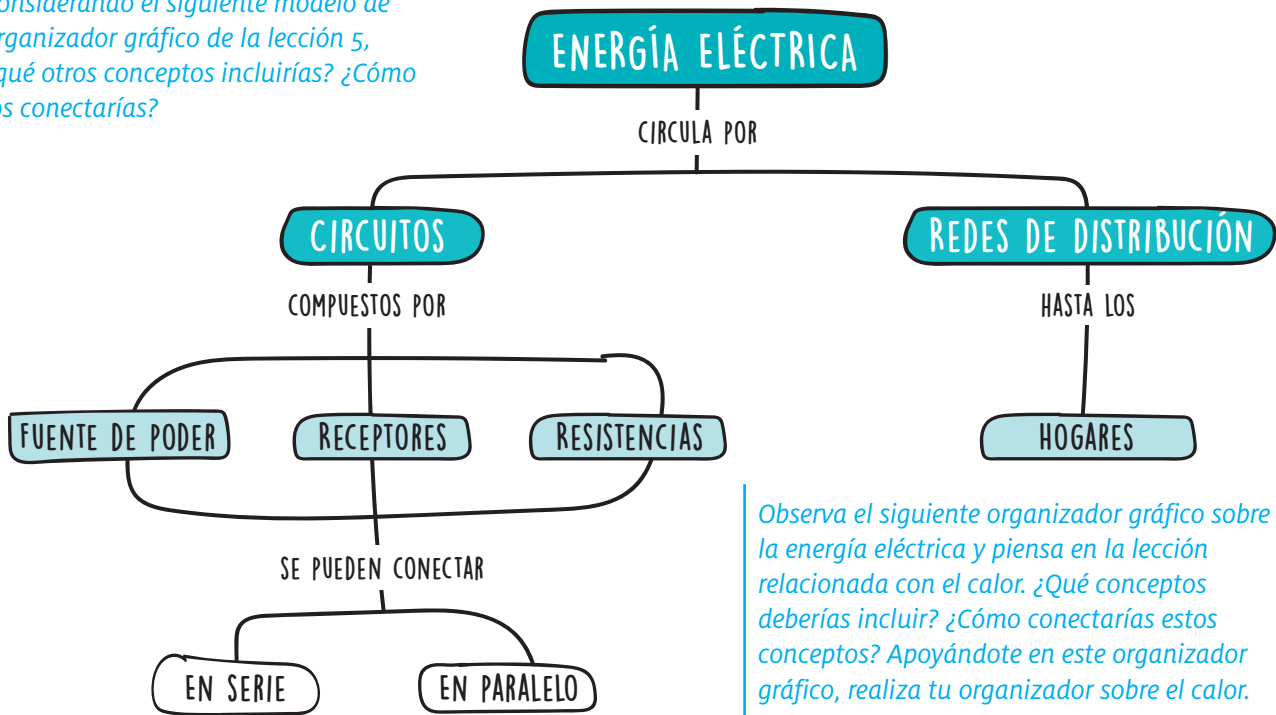 onsiderando el siguiente modelo de
rganizador gráfico de la lección 5,
qué otros conceptos incluirías? ¿Cómo
os conectarías?
ENERGÍA ELÉCTRICA
CIRCULA POR
CIRCUITOS
REDES DE DISTRIBUCIÓN
COMPUESTOS POR
HASTA LOS
FUENTE DE PODER
RECEPTORES
RESISTENCIAS
HOGARES
SE PUEDEN CONECTAR
EN SERIE
EN PARALELO
Observa el siguiente organizador gráfico sobre
la energía eléctrica y piensa en la lección
relacionada con el calor. ¿Qué conceptos
deberías incluir? ¿Cómo conectarías estos
conceptos? Apoyándote en este organizador
gráfico, realiza tu organizador sobre el calor.